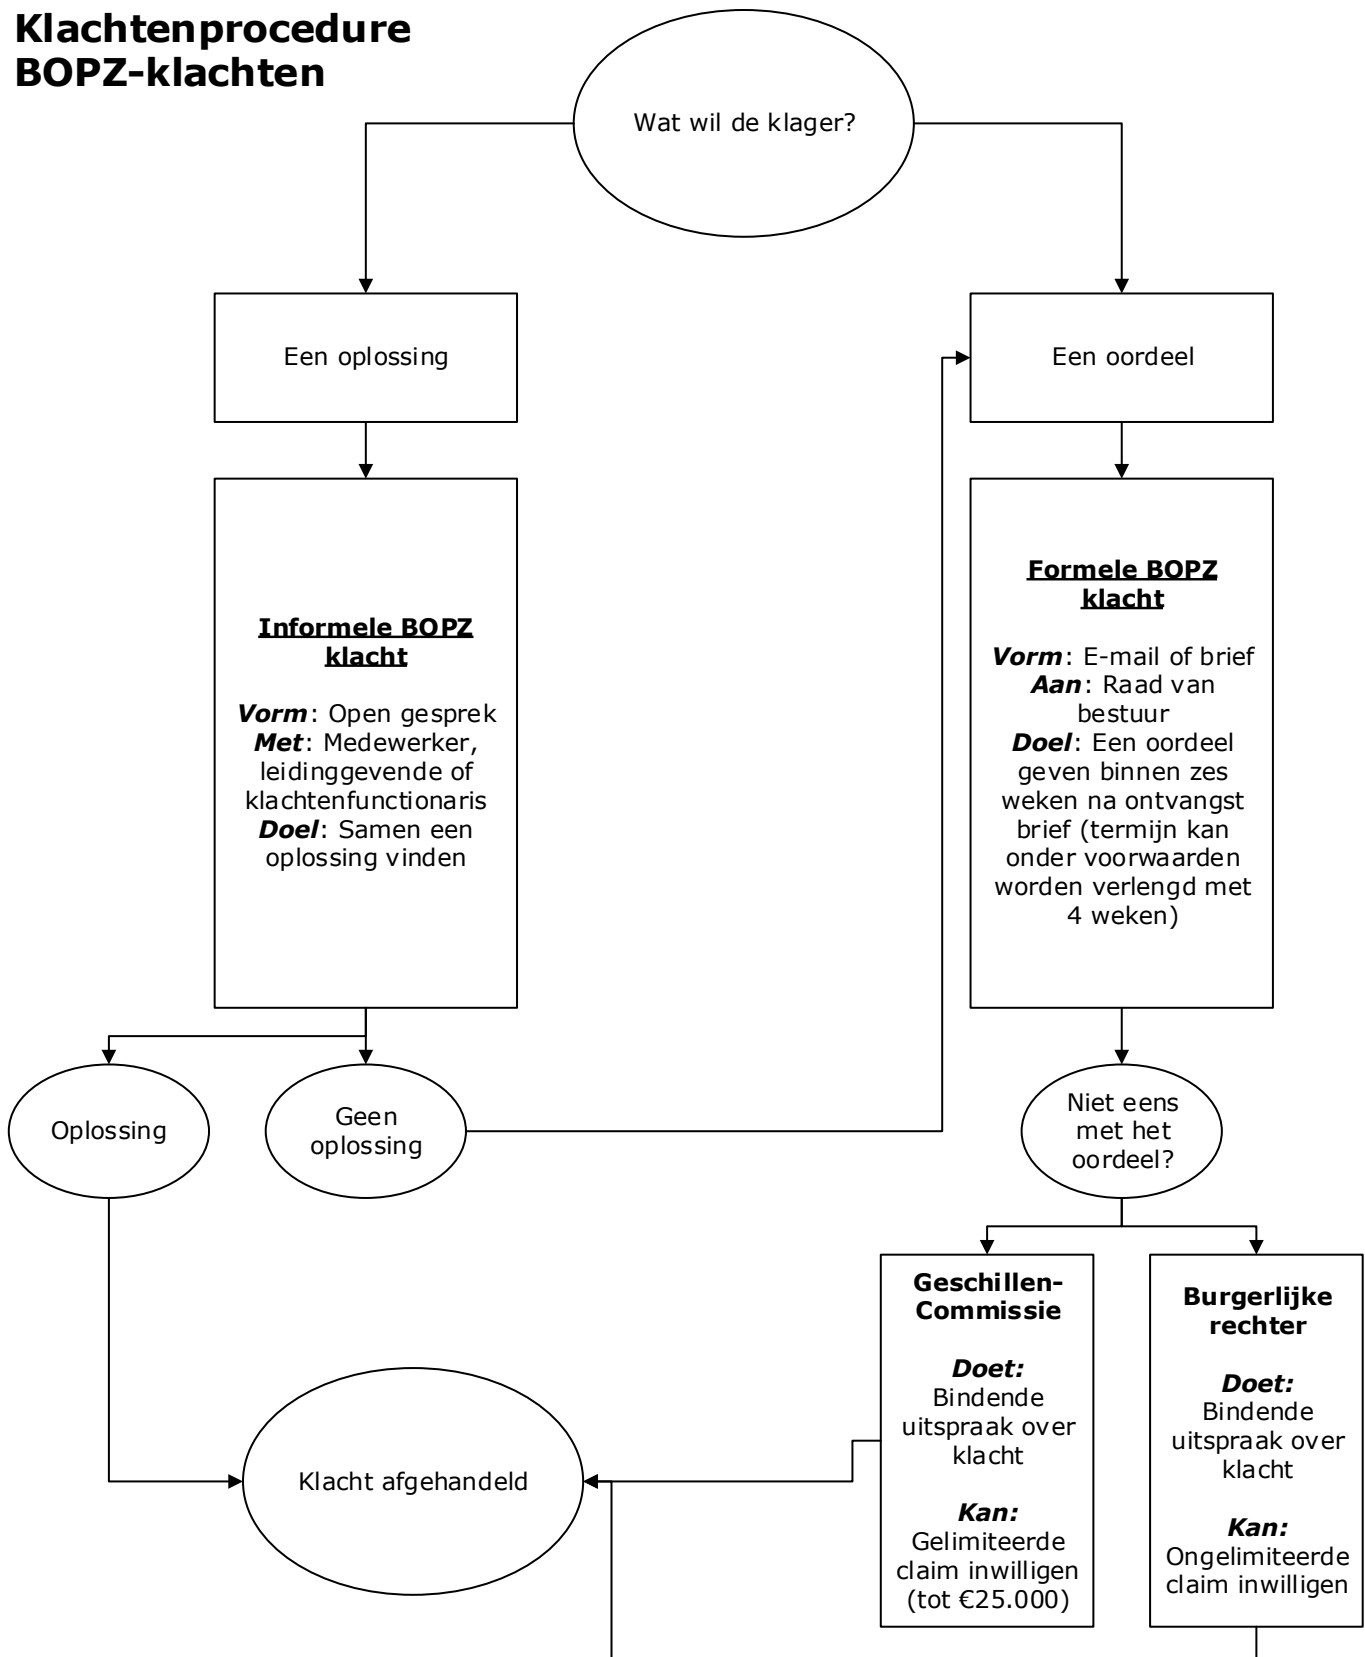 Klachtenprocedure
BOPZ-klachten
Wat wil de klager?
Een oplossing
Een oordeel
Informele BOPZ
klacht
Vorm: Open gesprek
Met: Medewerker,
leidinggevende of
klachtenfunctionaris
Doel: Samen een
oplossing vinden
Formele BOPZ
klacht
Vorm: E-mail of brief
Aan: Raad van
bestuur
Doel: Een oordeel
geven binnen zes
weken na ontvangst
brief (termijn kan
onder voorwaarden
worden verlengd met
4 weken)
Oplossing
Geen
oplossing
Niet eens
met het
oordeel?
Klacht afgehandeld
Geschillen-
Commissie
Doet:
Bindende
uitspraak over
klacht
Kan:
Gelimiteerde
claim inwilligen
(tot €25.000)
Burgerlijke
rechter
Doet:
Bindende
uitspraak over
klacht
Kan:
Ongelimiteerde
claim inwilligen